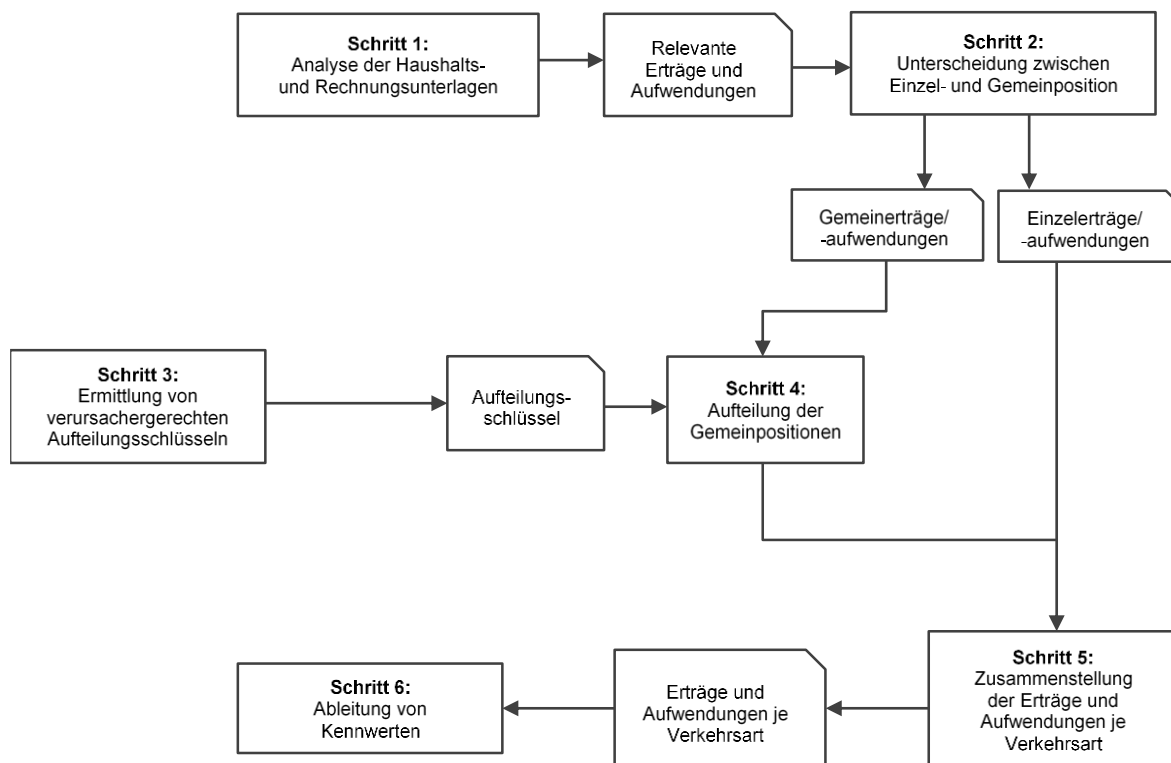 Schritt 1:
Analyse der Haushalts-
und Rechnungsunterlagen
Relevante
Erträge und
Aufwendungen
Schritt 2:
Unterscheidung zwischen
Einzel- und Gemeinposition
Gemeinerträge/
-aufwendungen
Einzelerträge/
-aufwendungen
Schritt 3:
Ermittlung von
verursachergerechten
Aufteilungsschlüsseln
Aufteilungs-
schlüssel
Schritt 4:
Aufteilung der
Gemeinpositionen
Schritt 5:
Zusammenstellung
der Erträge und
Aufwendungen je
Verkehrsart
Erträge und
Aufwendungen je
Verkehrsart
Schritt 6:
Ableitung von
Kennwerten